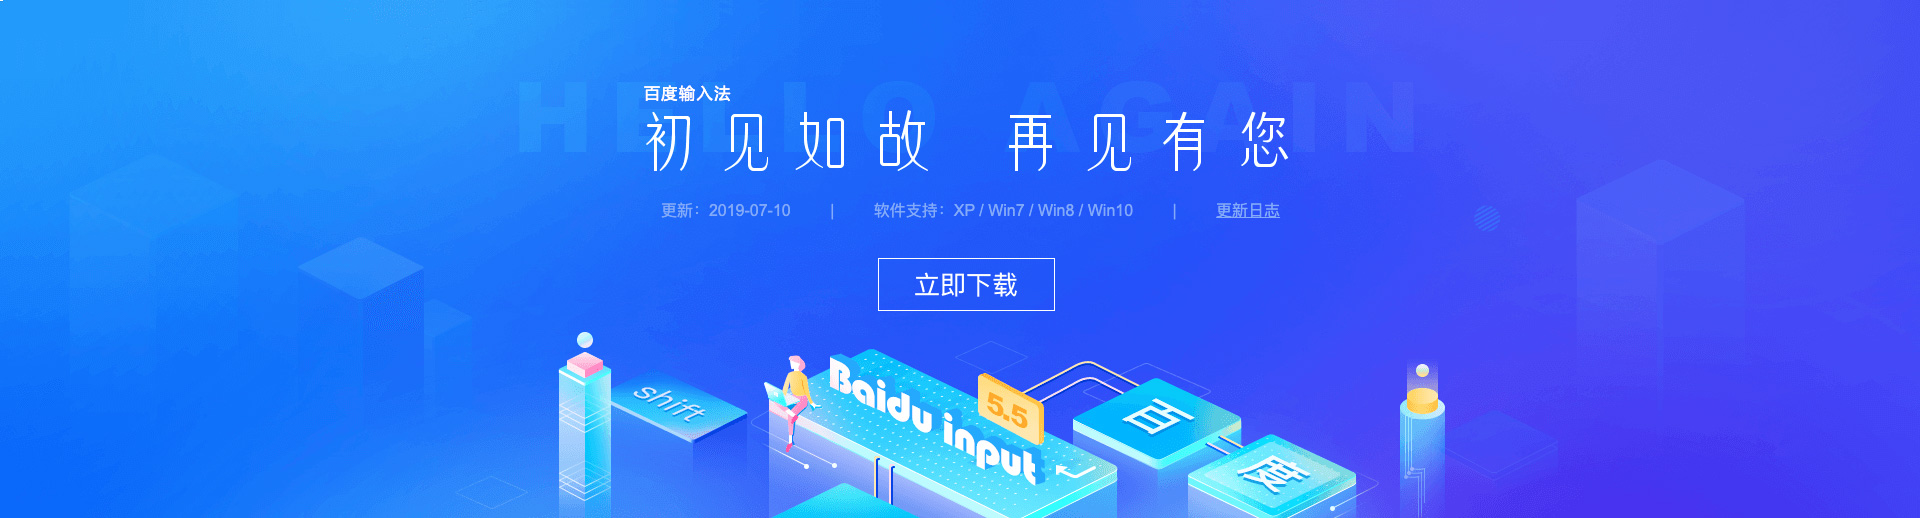 HELLO AGAIN
百度输入法
初见如故 再见有您
更新：2019-07-10 | 软件支持：XP / Win7 / Win8 / Win10 | 更新日志
立即下载
shift
Baidu input
5.5
百
度